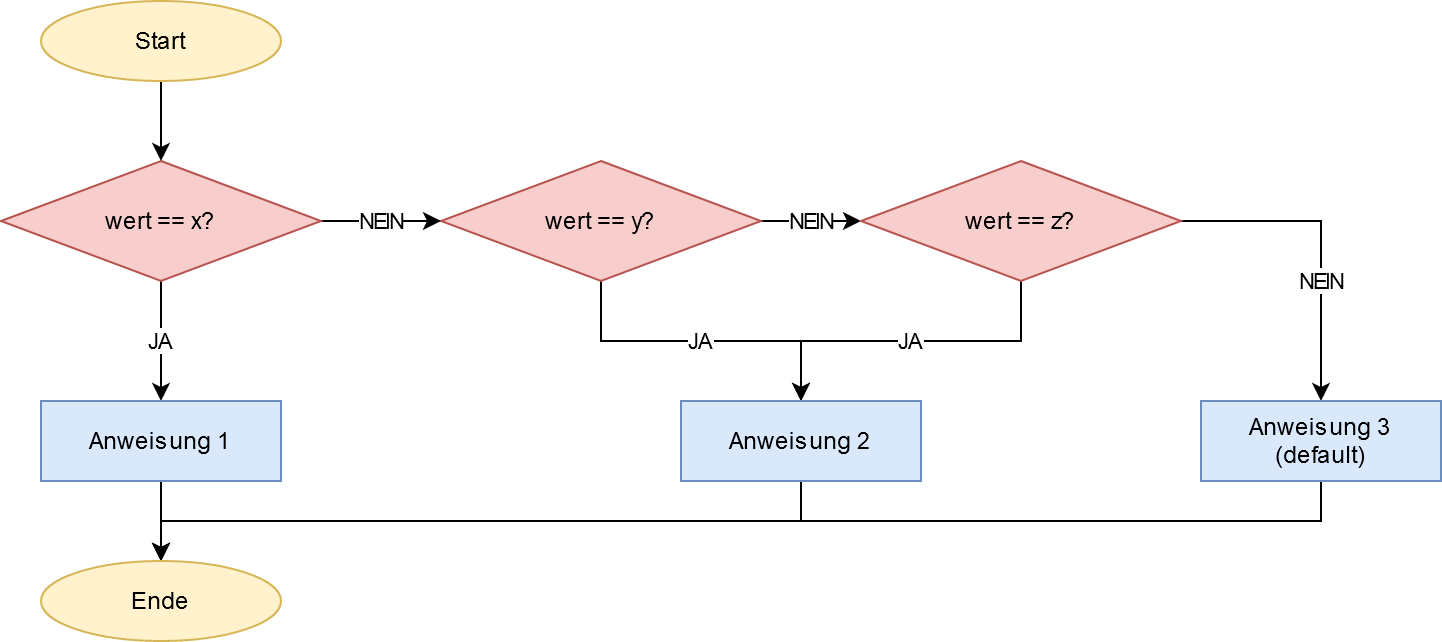 Start
wert == x?
NEIN
wert == y?
NEIN
wert == z?
NEIN
JA
JA
JA
Anweisung 1
Anweisung 2
Anweisung 3
(default)
Ende